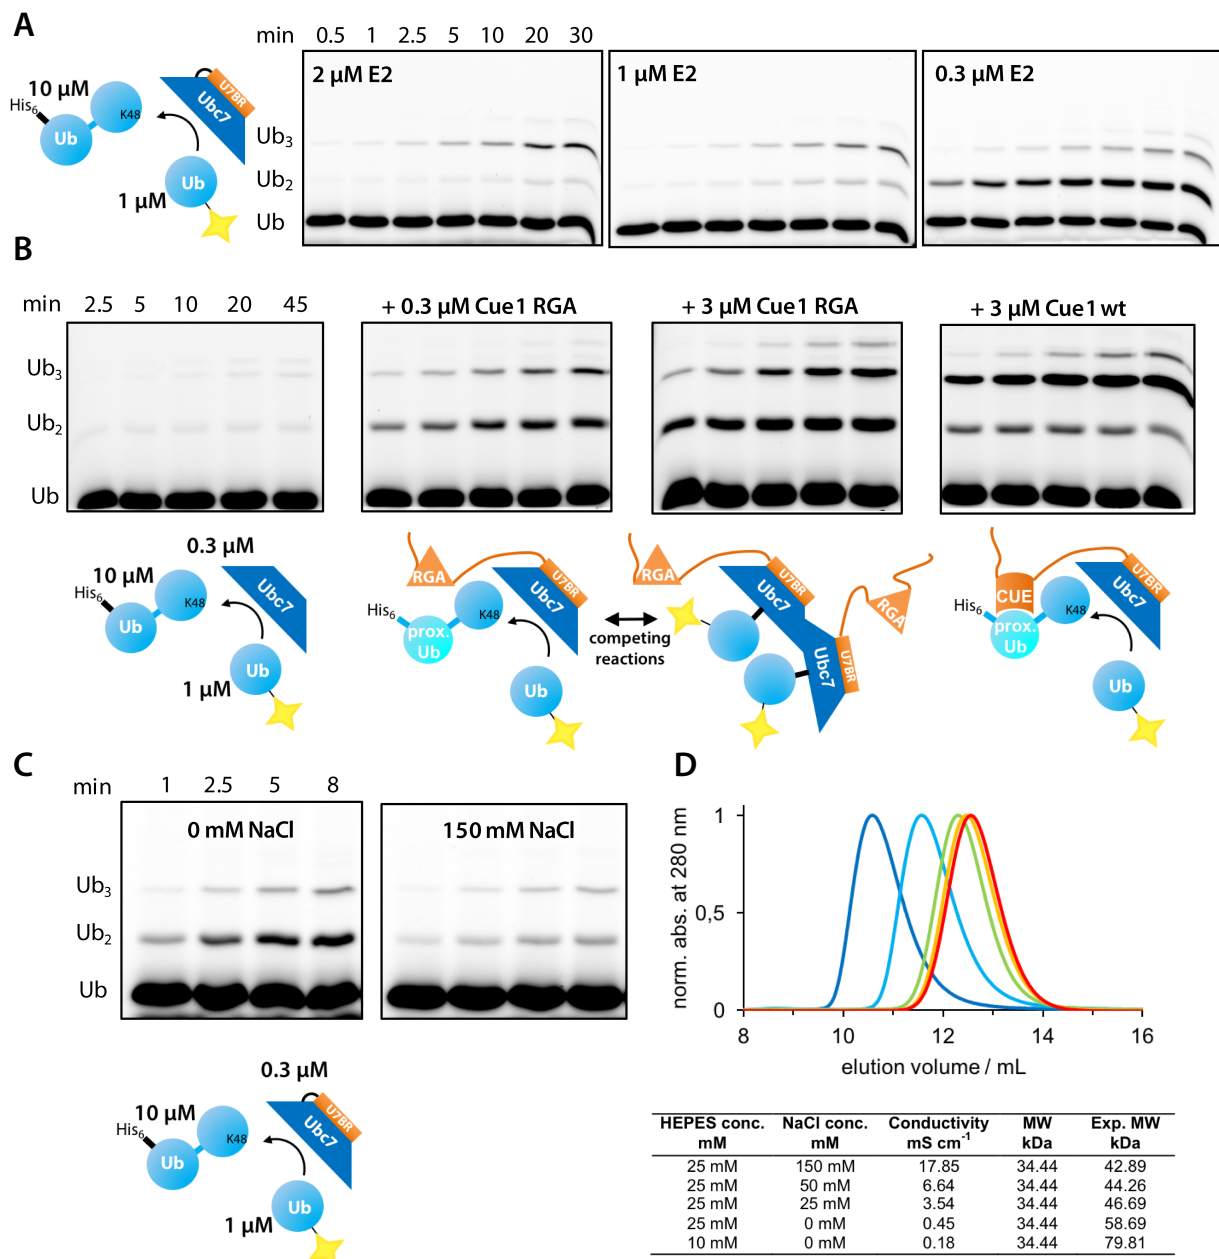 A
min 0.5 1 2.5 5 10 20 30
2 µM E2
1 µM E2
0.3 µM E2
10 µM
His6
Ub
K48
Ubc7
U7BR
Ub
1 µM
Ub3
Ub2
Ub
B
min 2.5 5 10 20 45
+ 0.3 µM Cue1 RGA
+ 3 µM Cue1 RGA
+ 3 µM Cue1 wt
Ub3
Ub2
Ub
0.3 µM
10 µM
His6
Ub
K48
Ubc7
Ub
1 µM
RGA
U7BR
His6
prox.
Ub
K48
Ubc7
Ub
competing
reactions
RGA
U7BR
Ubc7
Ubc7
U7BR
RGA
CUE
U7BR
His6
prox.
Ub
K48
Ubc7
Ub
C
min 1 2.5 5 8
0 mM NaCl
150 mM NaCl
Ub3
Ub2
Ub
0.3 µM
10 µM
His6
Ub
K48
Ubc7
U7BR
Ub
1 µM
D
norm. abs. at 280 nm
1
0,5
0
8 10 12 14 16
elution volume / mL
HEPES conc. NaCl conc. Conductivity MW Exp. MW
mM mM mS cm-1 kDa kDa
25 mM 150 mM 17.85 34.44 42.89
25 mM 50 mM 6.64 34.44 44.26
25 mM 25 mM 3.54 34.44 46.69
25 mM 0 mM 0.45 34.44 58.69
10 mM 0 mM 0.18 34.44 79.81